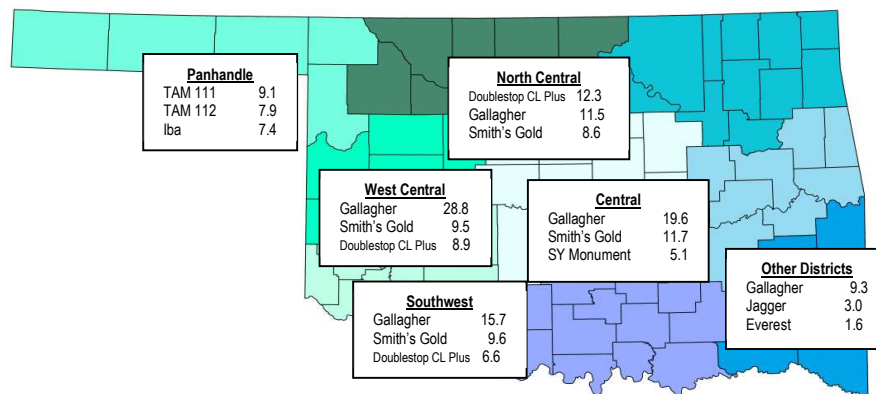 Panhandle
TAM 111 9.1
TAM 112 7.9
Iba 7.4
North Central
Doublestop CL Plus 12.3
Gallagher 11.5
Smith's Gold 8.6
West Central
Gallagher 28.8
Smith's Gold 9.5
Doublestop CL Plus 8.9
Central
Gallagher 19.6
Smith's Gold 11.7
SY Monument 5.1
Other Districts
Gallagher 9.3
Jagger 3.0
Everest 1.6
Southwest
Gallagher 15.7
Smith's Gold 9.6
Doublestop CL Plus 6.6